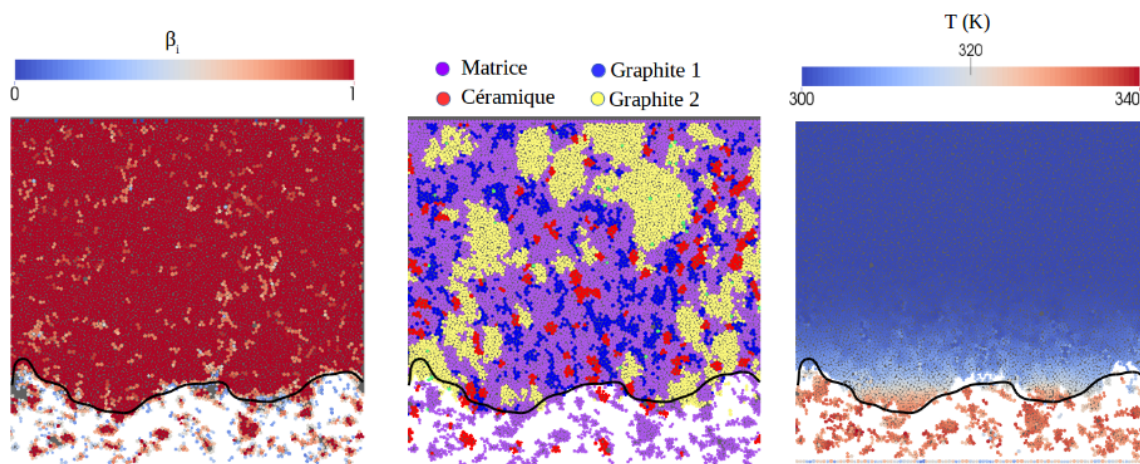 βi
0 1
Matrice
Céramique
Graphite 1
Graphite 2
T (K)
320
300 340